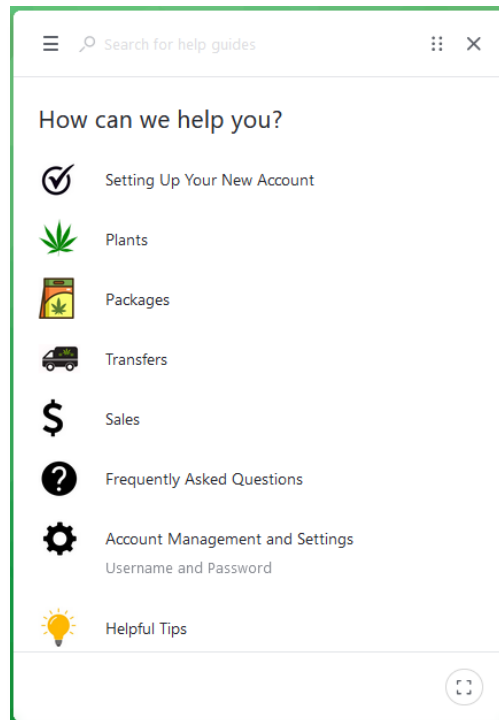 Search for help guides
How can we help you?
Setting Up Your New Account
Plants
Packages
Transfers
Sales
Frequently Asked Questions
Account Management and Settings
Username and Password
Helpful Tips